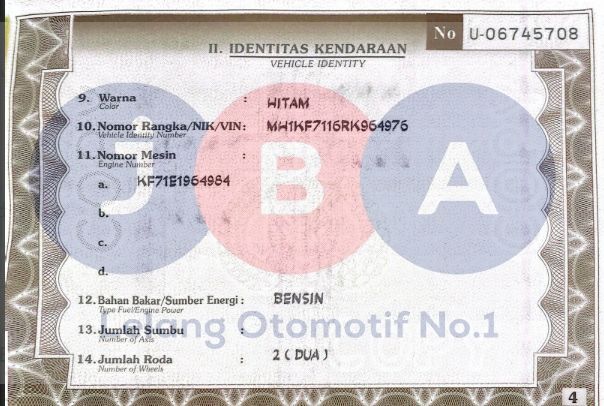 No U-06745708
II. IDENTITAS KENDARAAN
VEHICLE IDENTITY
9. Warna : HITAM
Color
10. Nomor Rangka/NIK/VIN: MH1KF7116RK964976
Vehicle Identity Number
11. Nomor Mesin :
Engine Number
a. KF71E1964984
b.
c.
d.
12. Bahan Bakar/Sumber Energi : BENSIN
Type Fuel/Engine Power
13. Jumlah Sumbu :
Number of Axis
14. Jumlah Roda : 2 ( DUA )
Number of Wheels
4
j B A
Lelang Otomotif No.1